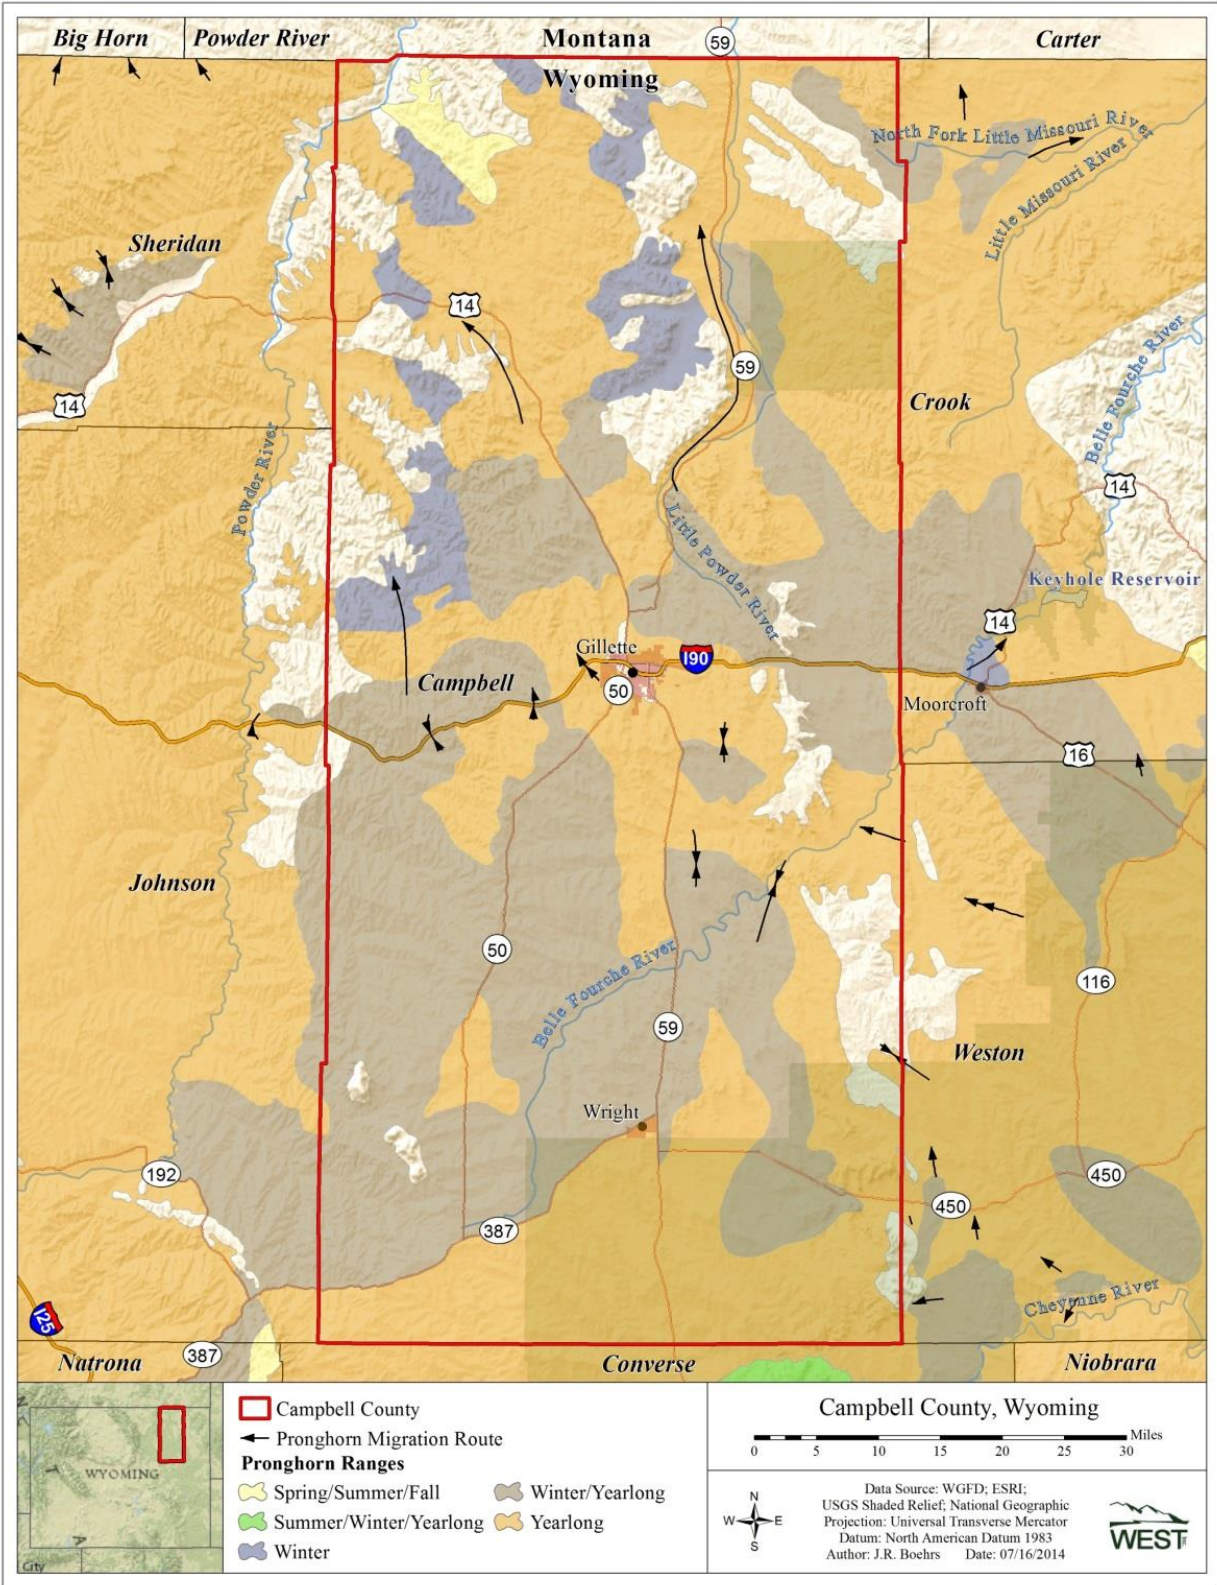 Big Horn
Powder River
Montana
59
Carter
Wyoming
North Fork Little Missouri River
Little Missouri River
Sheridan
14
59
14
Crook
Belle Fourche River
Powder River
14
Little Powder River
Keyhole Reservoir
14
Gillette
I90
Campbell
50
Moorcroft
16
Johnson
50
Belle Fourche River
116
59
Weston
Wright
192
450
450
387
Cheyenne River
I25
Natrona
387
Converse
Niobrara
WYOMING
City
Campbell County
Pronghorn Migration Route
Pronghorn Ranges
Spring/Summer/Fall
Winter/Yearlong
Summer/Winter/Yearlong
Yearlong
Winter
Campbell County, Wyoming
Miles
0 5 10 15 20 25 30
N
W E
S
Data Source: WGFD; ESRI;
USGS Shaded Relief; National Geographic
Projection: Universal Transverse Mercator
Datum: North American Datum 1983
Author: J.R. Boehrs Date: 07/16/2014
WEST